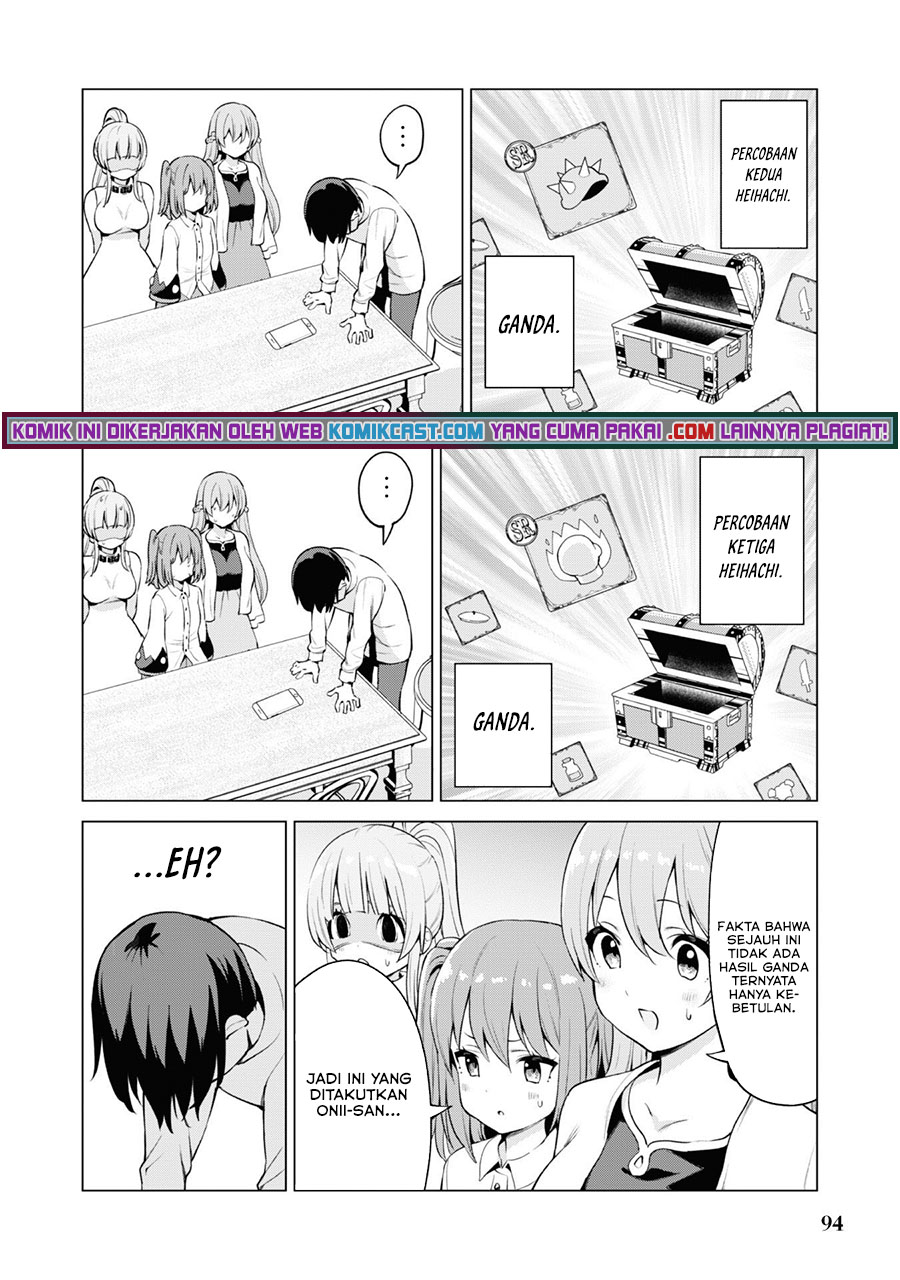 PERCOBAAN
KEDUA
HEIHACHI.
SR
GANDA.
...
KOMIK INI DIKERJAKAN OLEH WEB KOMIKCAST.COM YANG CUMA PAKAI .COM LAINNYA PLAGIAT!
PERCOBAAN
KETIGA
HEIHACHI.
SR
GANDA.
...
FAKTA BAHWA
SEJAUH INI
TIDAK ADA
HASIL GANDA
TERNYATA
HANYA KE-
BETULAN.
JADI INI YANG
DITAKUTKAN
ONII-SAN...
...EH?
94